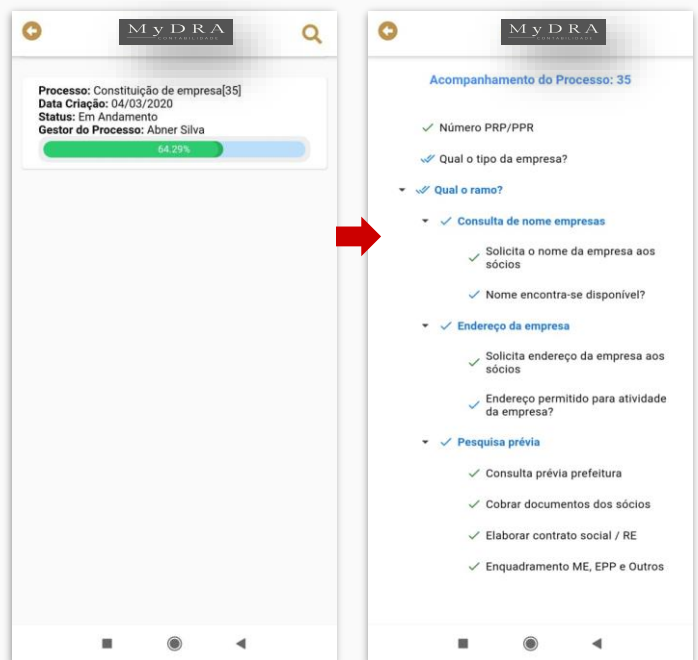 MyDRA
CONTABILIDADE
Processo: Constituição de empresa[35]
Data Criação: 04/03/2020
Status: Em Andamento
Gestor do Processo: Abner Silva
64.29%
MyDRA
CONTABILIDADE
Acompanhamento do Processo: 35
Número PRP/PPR
Qual o tipo da empresa?
Qual o ramo?
Consulta de nome empresas
Solicita o nome da empresa aos
sócios
Nome encontra-se disponível?
Endereço da empresa
Solicita endereço da empresa aos
sócios
Endereço permitido para atividade
da empresa?
Pesquisa prévia
Consulta prévia prefeitura
Cobrar documentos dos sócios
Elaborar contrato social / RE
Enquadramento ME, EPP e Outros